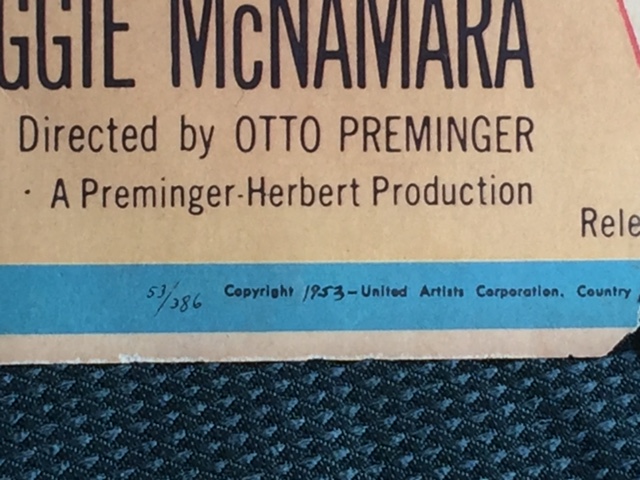 GGIE McNAMARA
Directed by OTTO PREMINGER
· A Preminger-Herbert Production
Rele
53/386 Copyright 1953-United Artists Corporation. Country